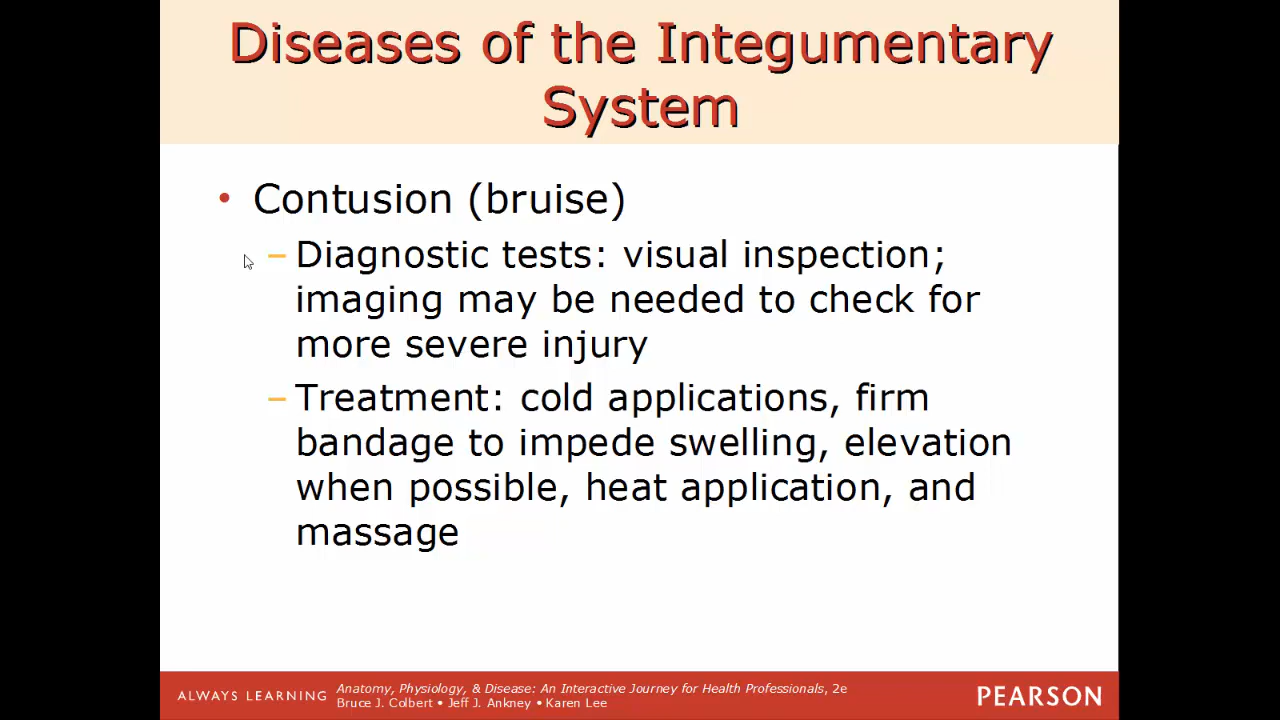 Diseases of the Integumentary
System
• Contusion (bruise)
– Diagnostic tests: visual inspection;
imaging may be needed to check for
more severe injury
– Treatment: cold applications, firm
bandage to impede swelling, elevation
when possible, heat application, and
massage
ALWAYS LEARNING
Anatomy, Physiology, & Disease: An Interactive Journey for Health Professionals, 2e
Bruce J. Colbert • Jeff J. Ankney • Karen Lee
PEARSON